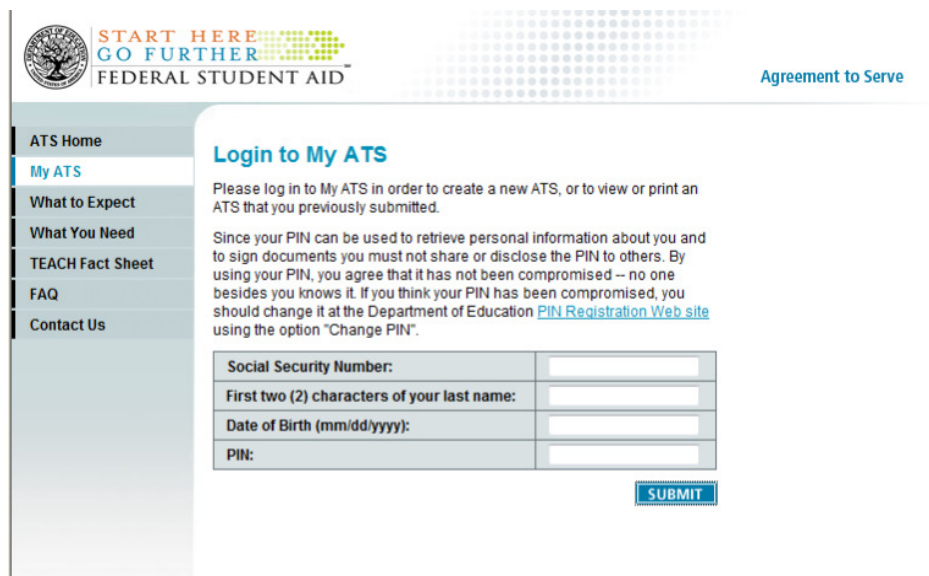 START HERE
GO FURTHER
FEDERAL STUDENT AID
Agreement to Serve
ATS Home
My ATS
What to Expect
What You Need
TEACH Fact Sheet
FAQ
Contact Us
Login to My ATS
Please log in to My ATS in order to create a new ATS, or to view or print an
ATS that you previously submitted.
Since your PIN can be used to retrieve personal information about you and
to sign documents you must not share or disclose the PIN to others. By
using your PIN, you agree that it has not been compromised -- no one
besides you knows it. If you think your PIN has been compromised, you
should change it at the Department of Education PIN Registration Web site
using the option "Change PIN".
Social Security Number:
First two (2) characters of your last name:
Date of Birth (mm/dd/yyyy):
PIN:
SUBMIT